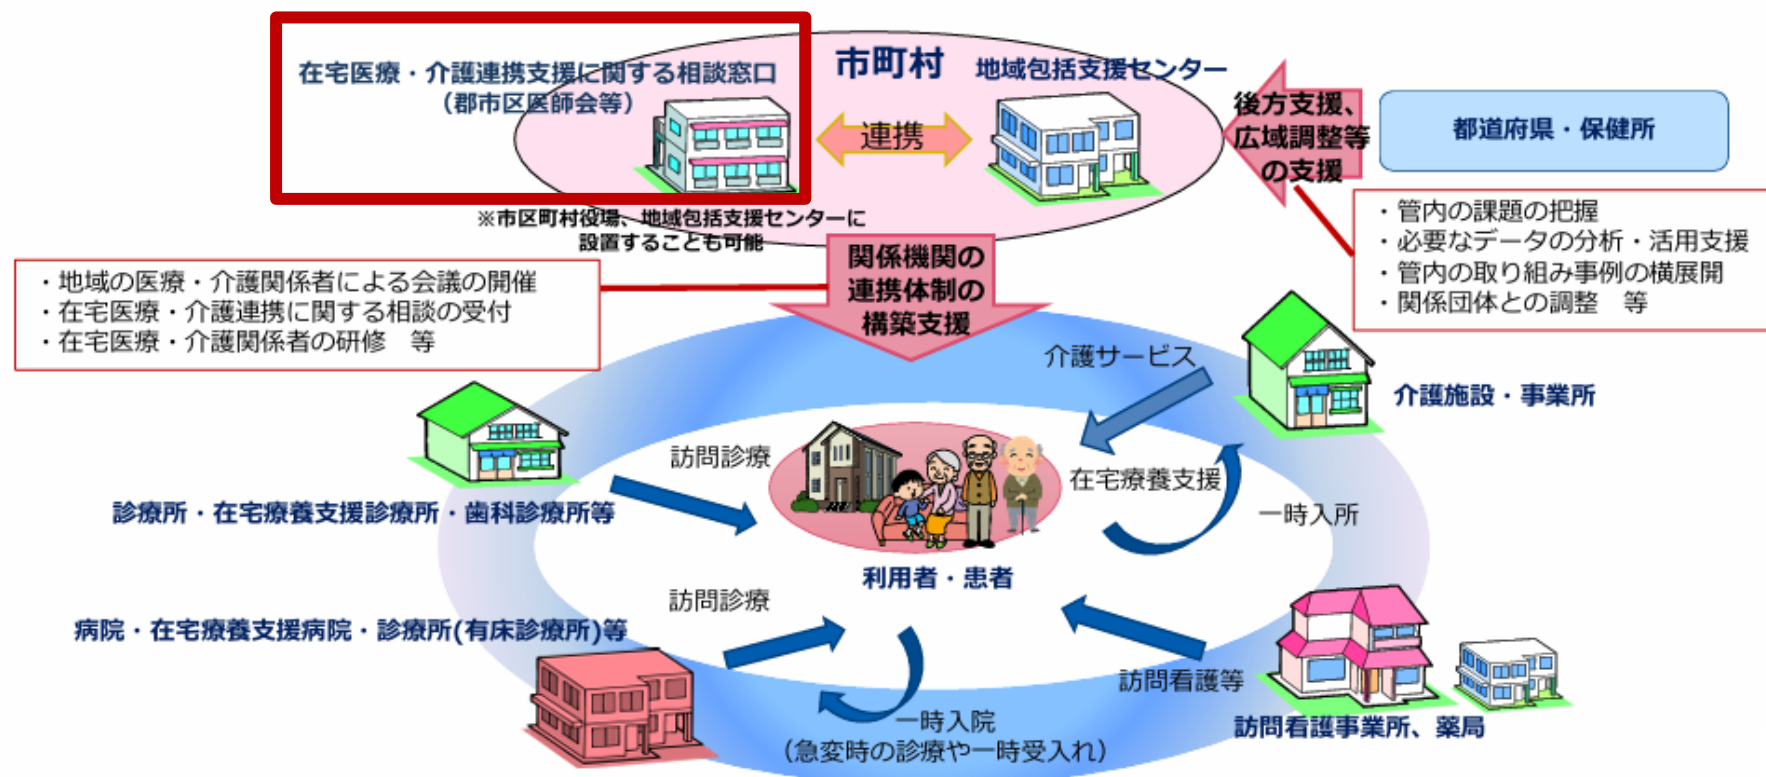 在宅医療・介護連携支援に関する相談窓口
（郡市区医師会等）
市町村
地域包括支援センター
連携
後方支援、
広域調整等
の支援
都道府県・保健所
※市区町村役場、地域包括支援センターに
設置することも可能
・管内の課題の把握
・必要なデータの分析・活用支援
・管内の取り組み事例の横展開
・関係団体との調整　等
関係機関の
連携体制の
構築支援
・地域の医療・介護関係者による会議の開催
・在宅医療・介護連携に関する相談の受付
・在宅医療・介護関係者の研修　等
介護サービス
介護施設・事業所
訪問診療
在宅療養支援
診療所・在宅療養支援診療所・歯科診療所等
一時入所
利用者・患者
訪問診療
病院・在宅療養支援病院・診療所(有床診療所)等
訪問看護等
一時入院
（急変時の診療や一時受入れ）
訪問看護事業所、薬局